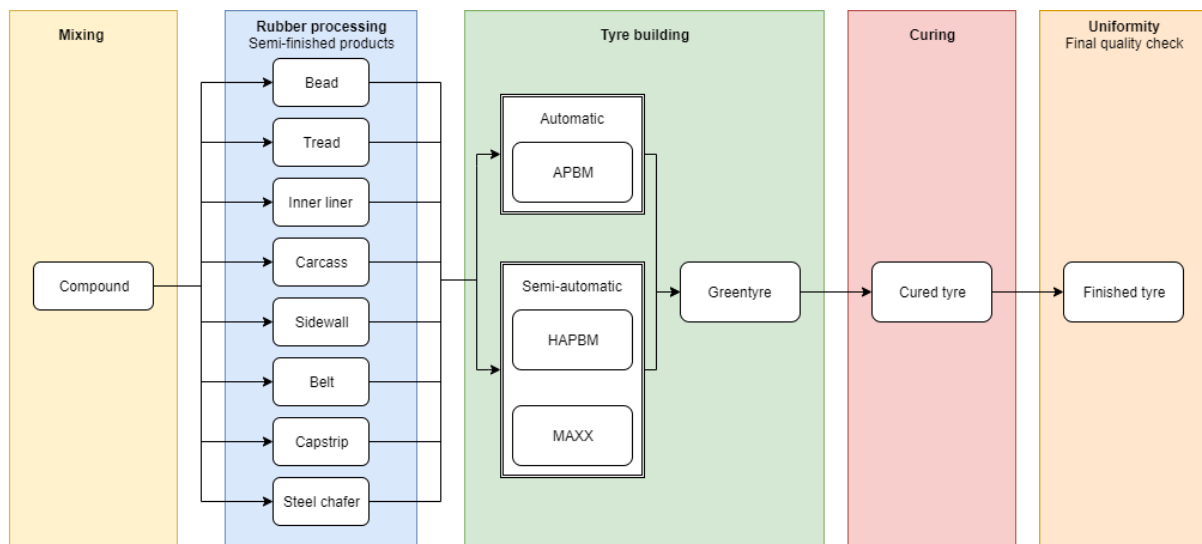 Mixing
Compound
Rubber processing
Semi-finished products
Bead
Tread
Inner liner
Carcass
Sidewall
Belt
Capstrip
Steel chafer
Tyre building
Automatic
APBM
Semi-automatic
HAPBM
MAXX
Greentyre
Curing
Cured tyre
Uniformity
Final quality check
Finished tyre